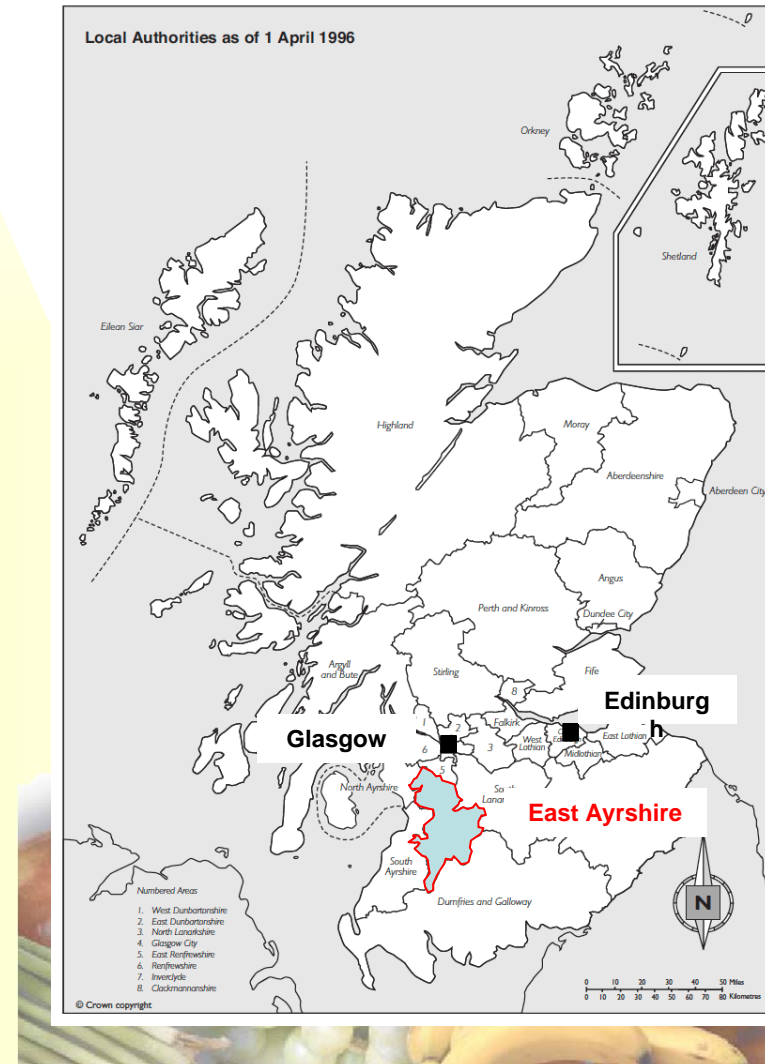 Local Authorities as of 1 April 1996
Orkney
Shetland
Eilean Siar
Highland
Moray
Aberdeenshire
Aberdeen City
Angus
Perth and Kinross
Dundee City
Argyll
and Bute
Stirling
Fife
8
Edinburg
h
1
2
Falkirk
Glasgow
6
3
West
Lothian
East Lothian
Midlothian
5
North Ayrshire
East Ayrshire
South
Ayrshire
Dumfries and Galloway
N
Numbered Areas
1. West Dunbartonshire
2. East Dunbartonshire
3. North Lanarkshire
4. Glasgow City
5. East Renfrewshire
6. Renfrewshire
7. Inverclyde
8. Clackmannanshire
0 10 20 30 40 50 Miles
0 10 20 30 40 50 60 70 80 Kilometres
© Crown copyright